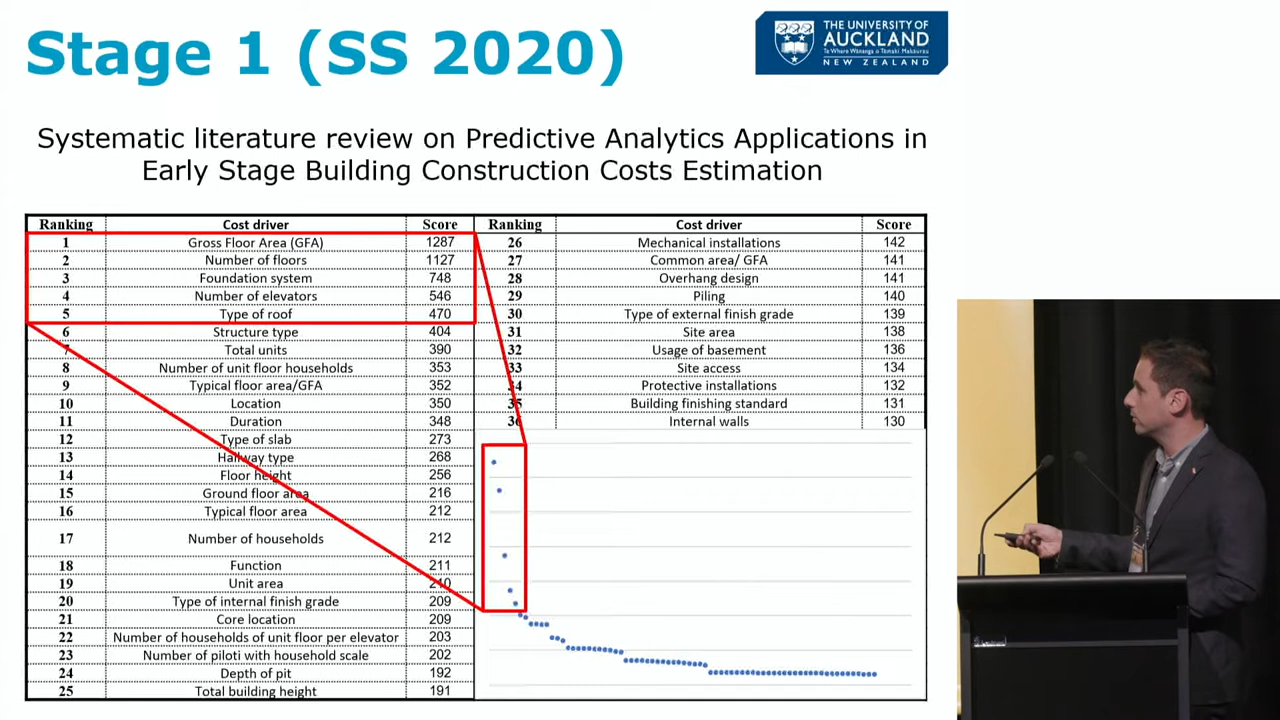 Stage 1 (SS 2020)
THE UNIVERSITY OF
AUCKLAND
Te Whare Wānanga o Tāmaki Makaurau
NEW ZEALAND
Systematic literature review on Predictive Analytics Applications in
Early Stage Building Construction Costs Estimation
Ranking Cost driver Score Ranking Cost driver Score
1 Gross Floor Area (GFA) 1287 26 Mechanical installations 142
2 Number of floors 1127 27 Common area/ GFA 141
3 Foundation system 748 28 Overhang design 141
4 Number of elevators 546 29 Piling 140
5 Type of roof 470 30 Type of external finish grade 139
6 Structure type 404 31 Site area 138
7 Total units 390 32 Usage of basement 136
8 Number of unit floor households 353 33 Site access 134
9 Typical floor area/GFA 352 34 Protective installations 132
10 Location 350 35 Building finishing standard 131
11 Duration 348 36 Internal walls 130
12 Type of slab 273
13 Hallway type 268
14 Floor height 256
15 Ground floor area 216
16 Typical floor area 212
17 Number of households 212
18 Function 211
19 Unit area 210
20 Type of internal finish grade 209
21 Core location 209
22 Number of households of unit floor per elevator 203
23 Number of piloti with household scale 202
24 Depth of pit 192
25 Total building height 191